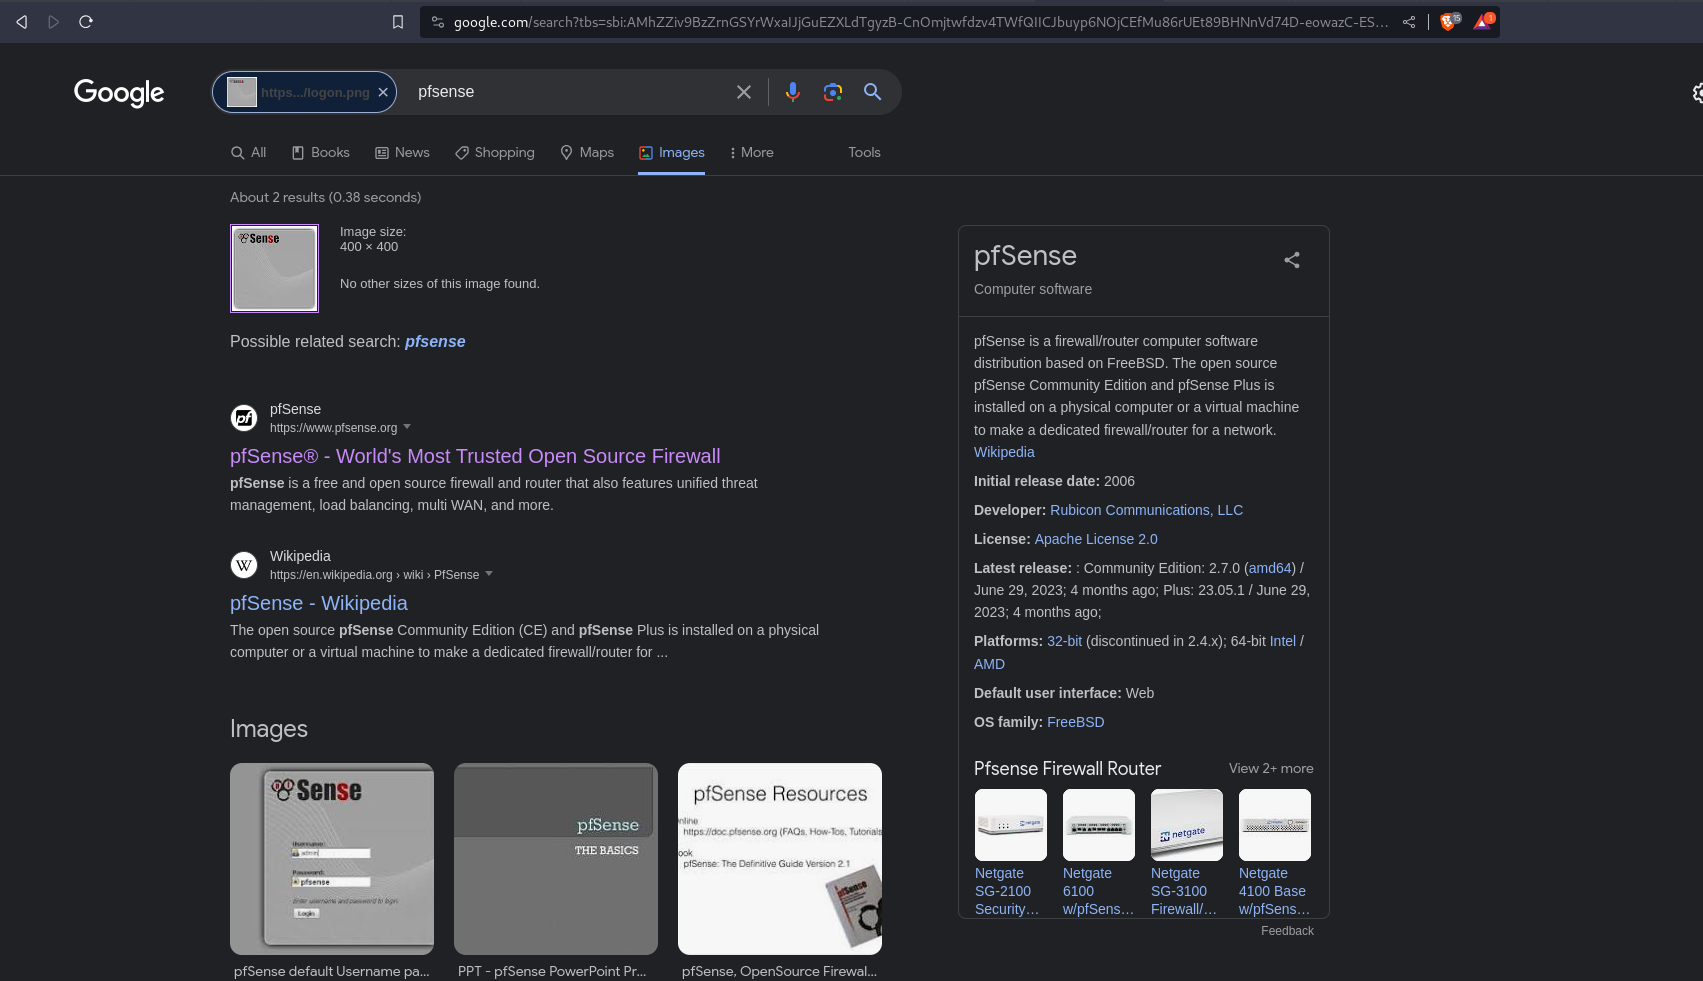 google.com/search?tbs=sbi:AMhZZiv9BzZrnGSYrWxaIJjGuEZXLdTgyzB-CnOmjtwfdzv4TWfQIICJbuyp6NOjCEfMu86rUEt89BHNnVd74D-eowazC-ES...
15
1
Google
https.../logon.png
pfsense
All
Books
News
Shopping
Maps
Images
More
Tools
About 2 results (0.38 seconds)
Sense
Image size:
400 × 400
No other sizes of this image found.
Possible related search: pfsense
pf
pfSense
https://www.pfsense.org
pfSense® - World's Most Trusted Open Source Firewall
pfSense is a free and open source firewall and router that also features unified threat
management, load balancing, multi WAN, and more.
W
Wikipedia
https://en.wikipedia.org › wiki › PfSense
pfSense - Wikipedia
The open source pfSense Community Edition (CE) and pfSense Plus is installed on a physical
computer or a virtual machine to make a dedicated firewall/router for ...
Images
Sense
Username:
admin
Password:
pfsense
Enter username and password to login.
Login
pfSense default Username pa...
pfSense
THE BASICS
PPT - pfSense PowerPoint Pr...
pfSense Resources
nline
https://doc.pfsense.org (FAQs, How-Tos, Tutorials
ook
pfSense: The Definitive Guide Version 2.1
pfSense, OpenSource Firewal...
pfSense
Computer software
pfSense is a firewall/router computer software
distribution based on FreeBSD. The open source
pfSense Community Edition and pfSense Plus is
installed on a physical computer or a virtual machine
to make a dedicated firewall/router for a network.
Wikipedia
Initial release date: 2006
Developer: Rubicon Communications, LLC
License: Apache License 2.0
Latest release: : Community Edition: 2.7.0 (amd64) /
June 29, 2023; 4 months ago; Plus: 23.05.1 / June 29,
2023; 4 months ago;
Platforms: 32-bit (discontinued in 2.4.x); 64-bit Intel /
AMD
Default user interface: Web
OS family: FreeBSD
Pfsense Firewall Router
View 2+ more
netgate
Netgate
SG-2100
Security...
Netgate
6100
w/pfSens...
netgate
Netgate
SG-3100
Firewall/...
Netgate
4100 Base
w/pfSens...
Feedback